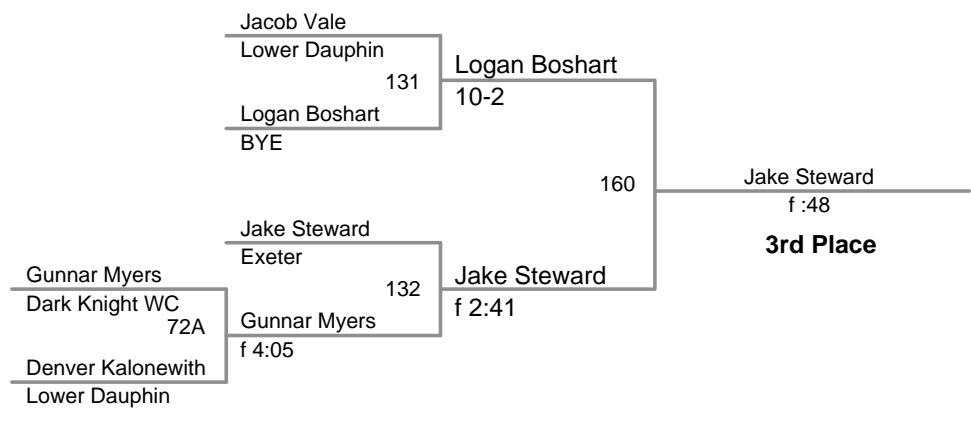 Jacob Vale
Lower Dauphin
131
Logan Boshart
BYE
Logan Boshart
10-2
160
Jake Steward
f :48
3rd Place
Jake Steward
Exeter
132
Jake Steward
f 2:41
Gunnar Myers
Dark Knight WC
72A
Gunnar Myers
f 4:05
Denver Kalonewith
Lower Dauphin